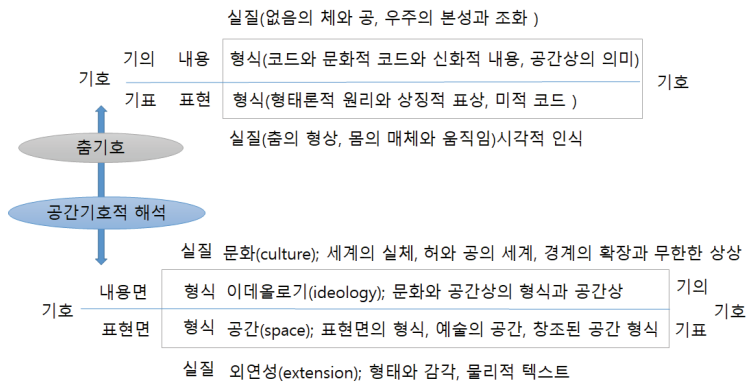 실질(없음의 체와 공, 우주의 본성과 조화 )
기의 내용 형식(코드와 문화적 코드와 신화적 내용, 공간상의 의미)
기호 기호
기표 표현 형식(형태론적 원리와 상징적 표상, 미적 코드 )
실질(춤의 형상, 몸의 매체와 움직임)시각적 인식
춤기호
공간기호적 해석
실질 문화(culture); 세계의 실체, 허와 공의 세계, 경계의 확장과 무한한 상상
내용면 형식 이데올로기(ideology); 문화와 공간상의 형식과 공간상 기의
기호 기호
표현면 형식 공간(space); 표현면의 형식, 예술의 공간, 창조된 공간 형식 기표
실질 외연성(extension); 형태와 감각, 물리적 텍스트